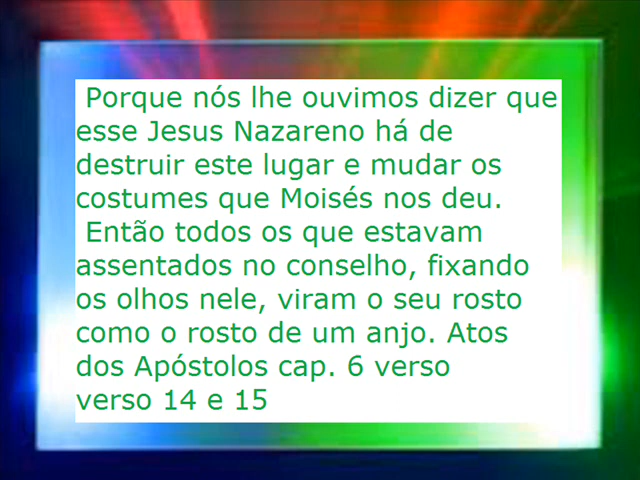 Porque nós lhe ouvimos dizer que
esse Jesus Nazareno há de
destruir este lugar e mudar os
costumes que Moisés nos deu.
Então todos os que estavam
assentados no conselho, fixando
os olhos nele, viram o seu rosto
como o rosto de um anjo. Atos
dos Apóstolos cap. 6 verso
verso 14 e 15